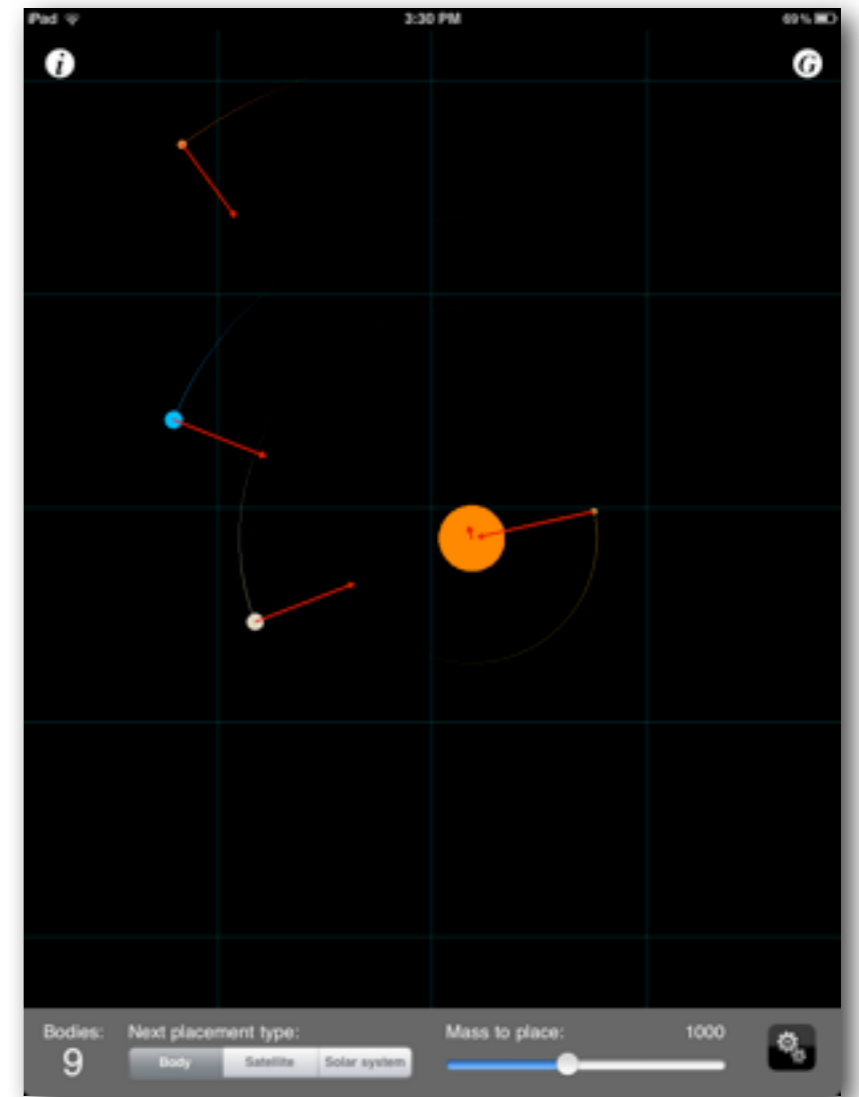 iPad 3:30 PM 69%
i G
Bodies: Next placement type: Mass to place: 1000
9 Body Satellite Solar system